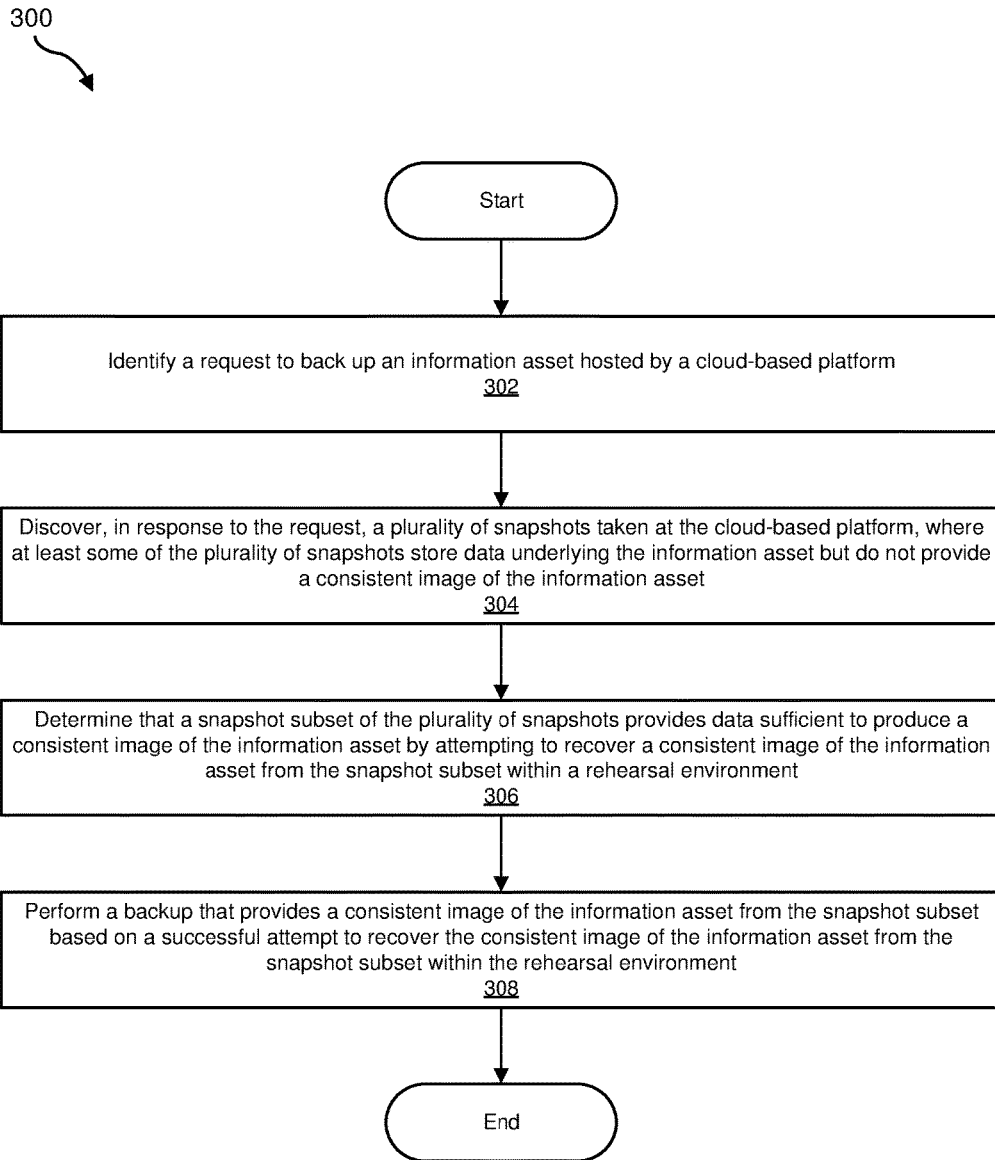 300
Start
Identify a request to back up an information asset hosted by a cloud-based platform
302
Discover, in response to the request, a plurality of snapshots taken at the cloud-based platform, where
at least some of the plurality of snapshots store data underlying the information asset but do not provide
a consistent image of the information asset
304
Determine that a snapshot subset of the plurality of snapshots provides data sufficient to produce a
consistent image of the information asset by attempting to recover a consistent image of the information
asset from the snapshot subset within a rehearsal environment
306
Perform a backup that provides a consistent image of the information asset from the snapshot subset
based on a successful attempt to recover the consistent image of the information asset from the
snapshot subset within the rehearsal environment
308
End